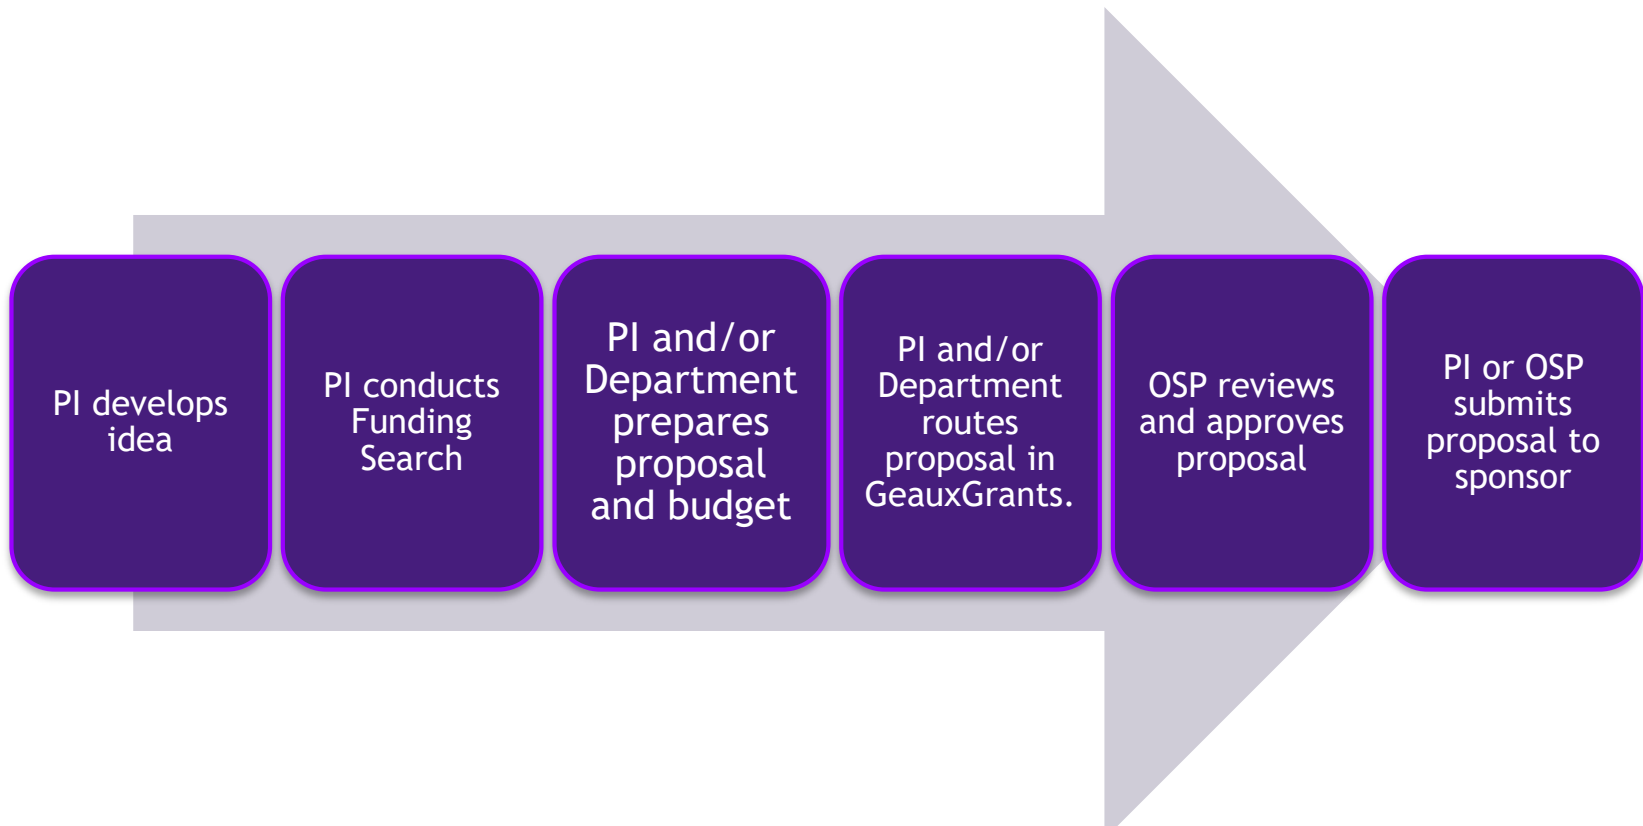 PI develops
idea
PI conducts
Funding
Search
PI and/or
Department
prepares
proposal
and budget
PI and/or
Department
routes
proposal in
GeauxGrants.
OSP reviews
and approves
proposal
PI or OSP
submits
proposal to
sponsor